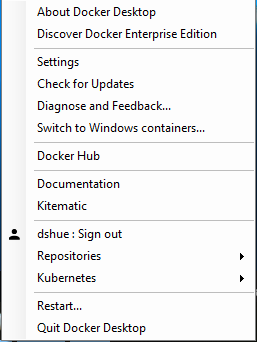 About Docker Desktop
Discover Docker Enterprise Edition
Settings
Check for Updates
Diagnose and Feedback...
Switch to Windows containers...
Docker Hub
Documentation
Kitematic
dshue : Sign out
Repositories
Kubernetes
Restart...
Quit Docker Desktop